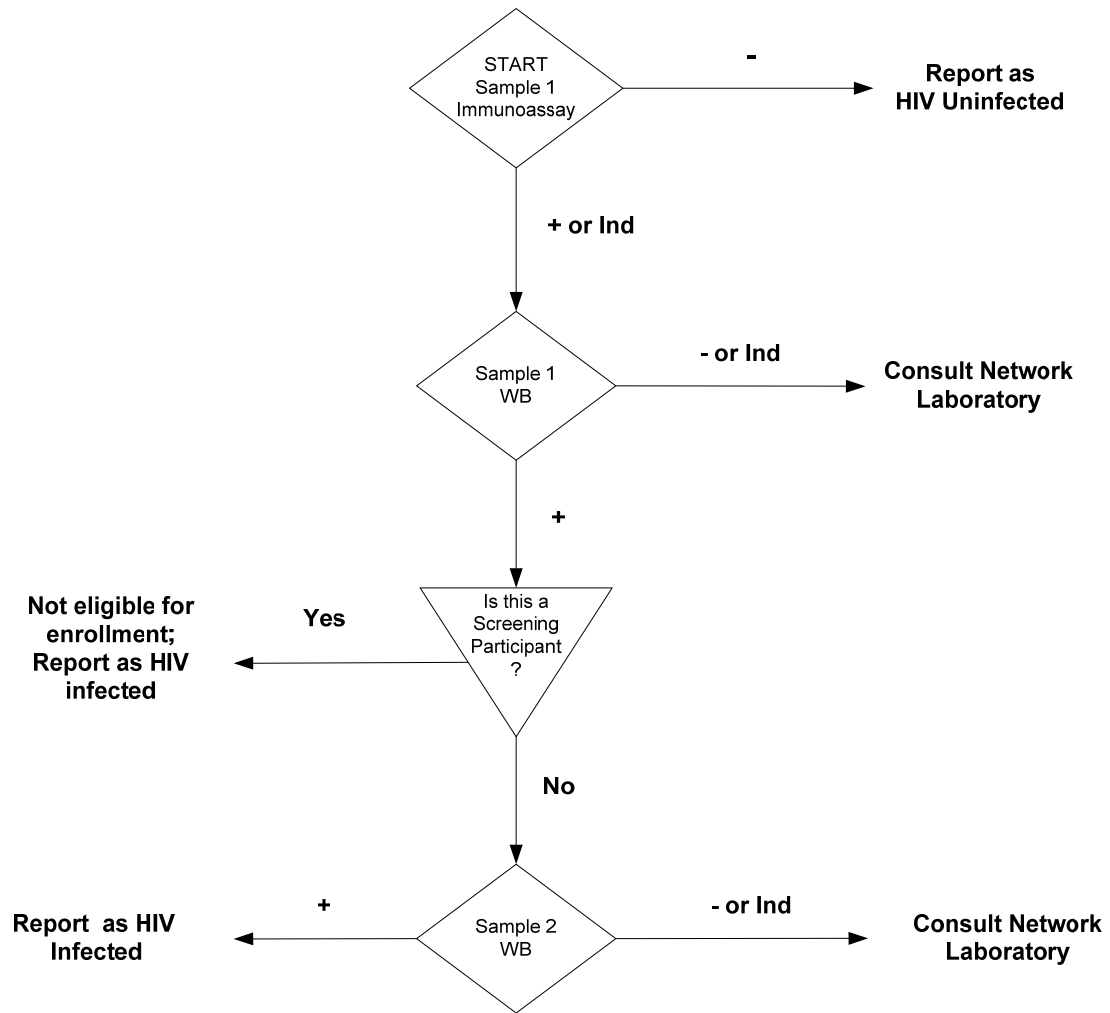 START
Sample 1
Immunoassay
-
Report as
HIV Uninfected
+ or Ind
Sample 1
WB
- or Ind
Consult Network
Laboratory
+
Is this a
Screening
Participant
?
Yes
Not eligible for
enrollment;
Report as HIV
infected
No
Sample 2
WB
+
Report as HIV
Infected
- or Ind
Consult Network
Laboratory